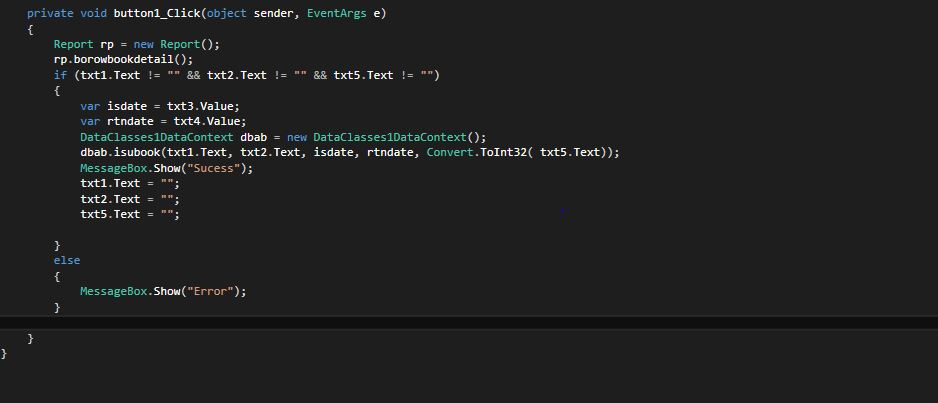 private void button1_Click(object sender, EventArgs e)
{
Report rp = new Report();
rp.borowbookdetail();
if (txt1.Text != "" && txt2.Text != "" && txt5.Text != "")
{
var isdate = txt3.Value;
var rtndate = txt4.Value;
DataClasses1DataContext dbab = new DataClasses1DataContext();
dbab.isubook(txt1.Text, txt2.Text, isdate, rtndate, Convert.ToInt32( txt5.Text));
MessageBox.Show("Sucess");
txt1.Text = "";
txt2.Text = "";
txt5.Text = "";
}
else
{
MessageBox.Show("Error");
}
}
}